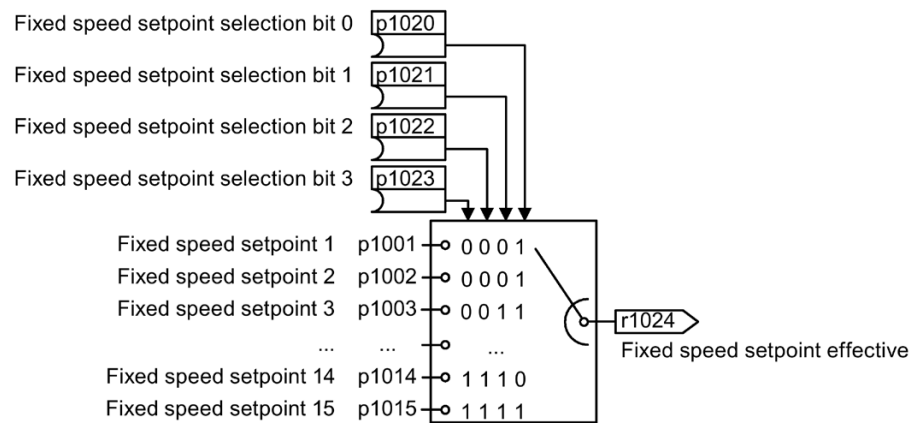 Fixed speed setpoint selection bit 0 p1020
Fixed speed setpoint selection bit 1 p1021
Fixed speed setpoint selection bit 2 p1022
Fixed speed setpoint selection bit 3 p1023
Fixed speed setpoint 1 p1001 0 0 0 1
Fixed speed setpoint 2 p1002 0 0 0 1
Fixed speed setpoint 3 p1003 0 0 1 1
r1024
Fixed speed setpoint effective
... ... ...
Fixed speed setpoint 14 p1014 1 1 1 0
Fixed speed setpoint 15 p1015 1 1 1 1